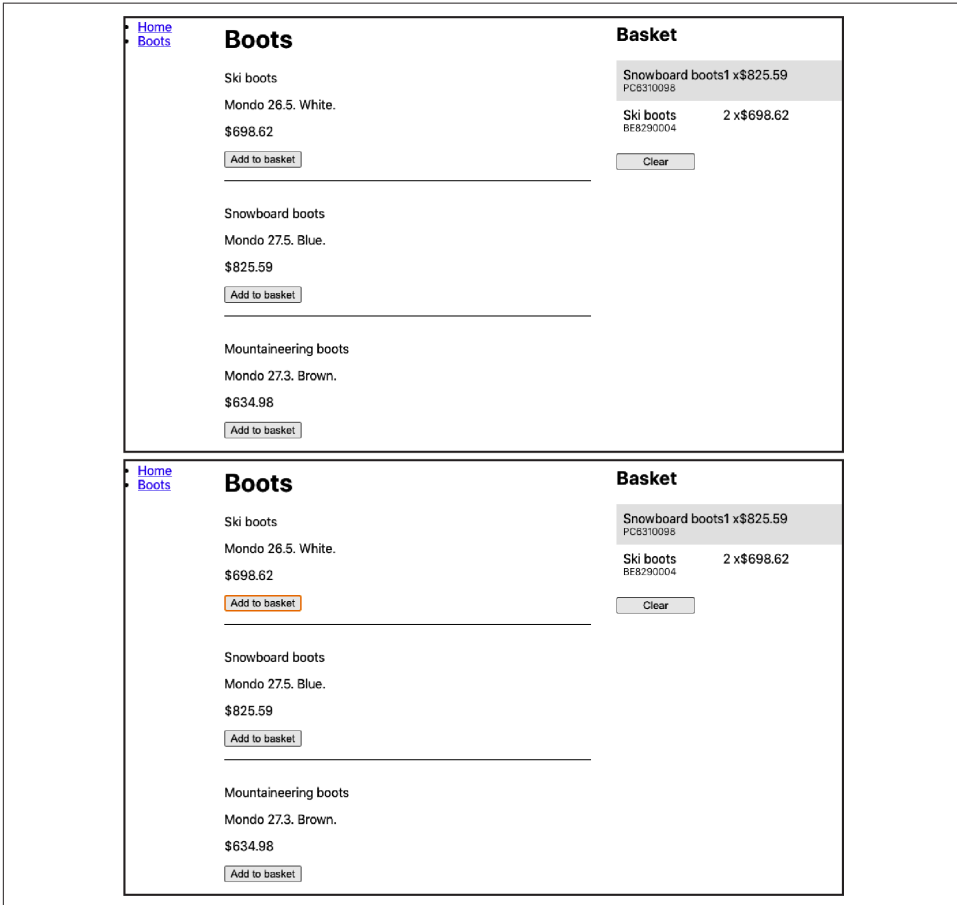 Home
Boots
Boots
Ski boots
Mondo 26.5. White.
$698.62
Add to basket
Snowboard boots
Mondo 27.5. Blue.
$825.59
Add to basket
Mountaineering boots
Mondo 27.3. Brown.
$634.98
Add to basket
Basket
Snowboard boots1 x$825.59
PC6310098
Ski boots 2 x$698.62
BE8290004
Clear
Home
Boots
Boots
Ski boots
Mondo 26.5. White.
$698.62
Add to basket
Snowboard boots
Mondo 27.5. Blue.
$825.59
Add to basket
Mountaineering boots
Mondo 27.3. Brown.
$634.98
Add to basket
Basket
Snowboard boots1 x$825.59
PC6310098
Ski boots 2 x$698.62
BE8290004
Clear